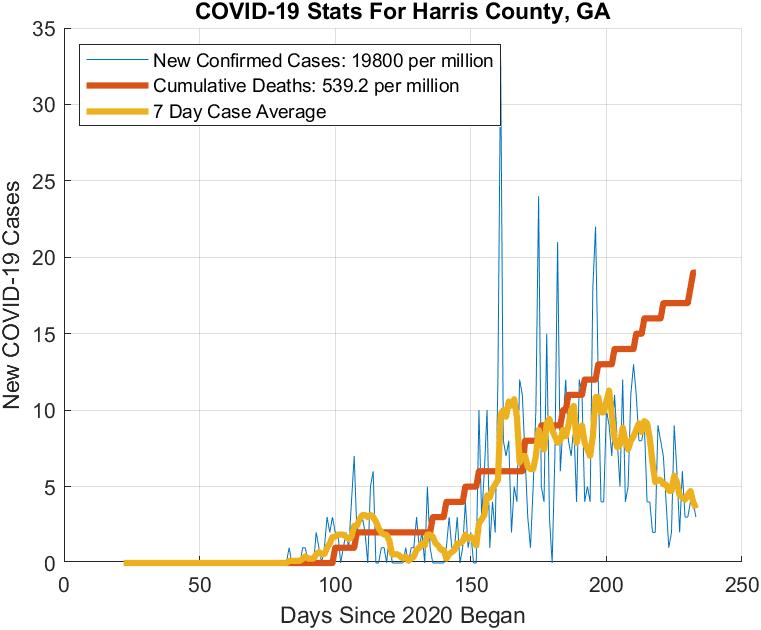 COVID-19 Stats For Harris County, GA
35
30
25
20
15
10
5
0
New COVID-19 Cases
New Confirmed Cases: 19800 per million
Cumulative Deaths: 539.2 per million
7 Day Case Average
0
50
100
150
200
250
Days Since 2020 Began